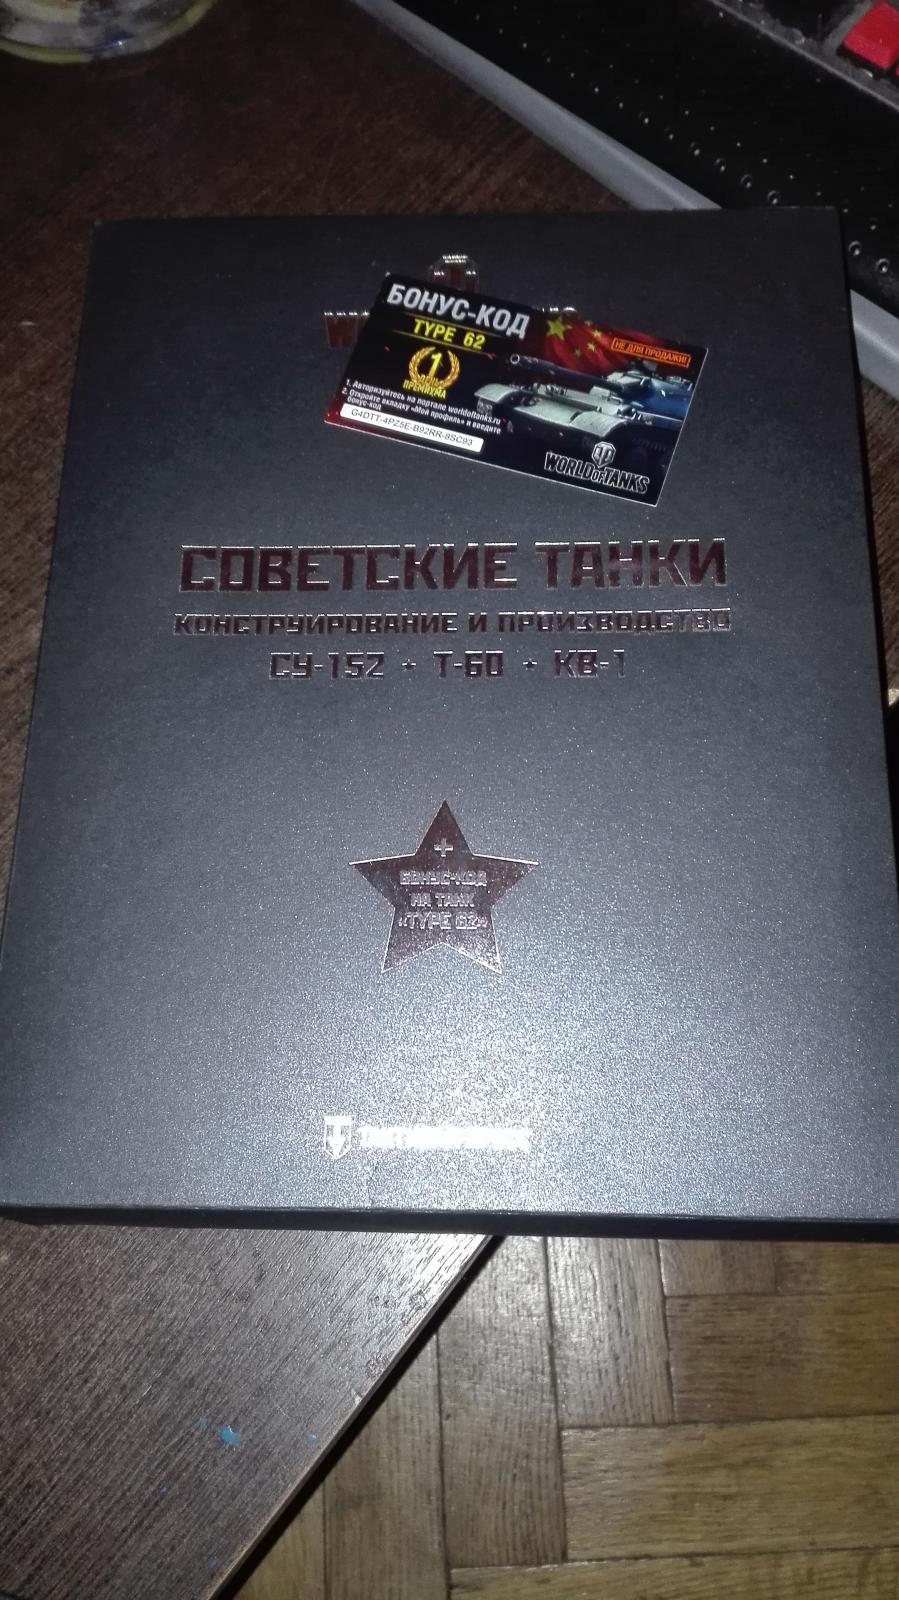 БОНУС-КОД
TYPE 62
НЕ ДЛЯ ПРОДАЖИ!
1
ДЕНЬ
ПРЕМИУМА
1. Авторизуйтесь на портале worldoftanks.ru
2. Откройте вкладку «Мой профиль» и введите
бонус-код
G4DTT-4PZ5E-B92RR-8SC93
WORLD OF TANKS
СОВЕТСКИЕ ТАНКИ
КОНСТРУИРОВАНИЕ И ПРОИЗВОДСТВО
СУ-152 + Т-60 + КВ-1
+
БОНУС-КОД
НА ТАНК
«TYPE 62»